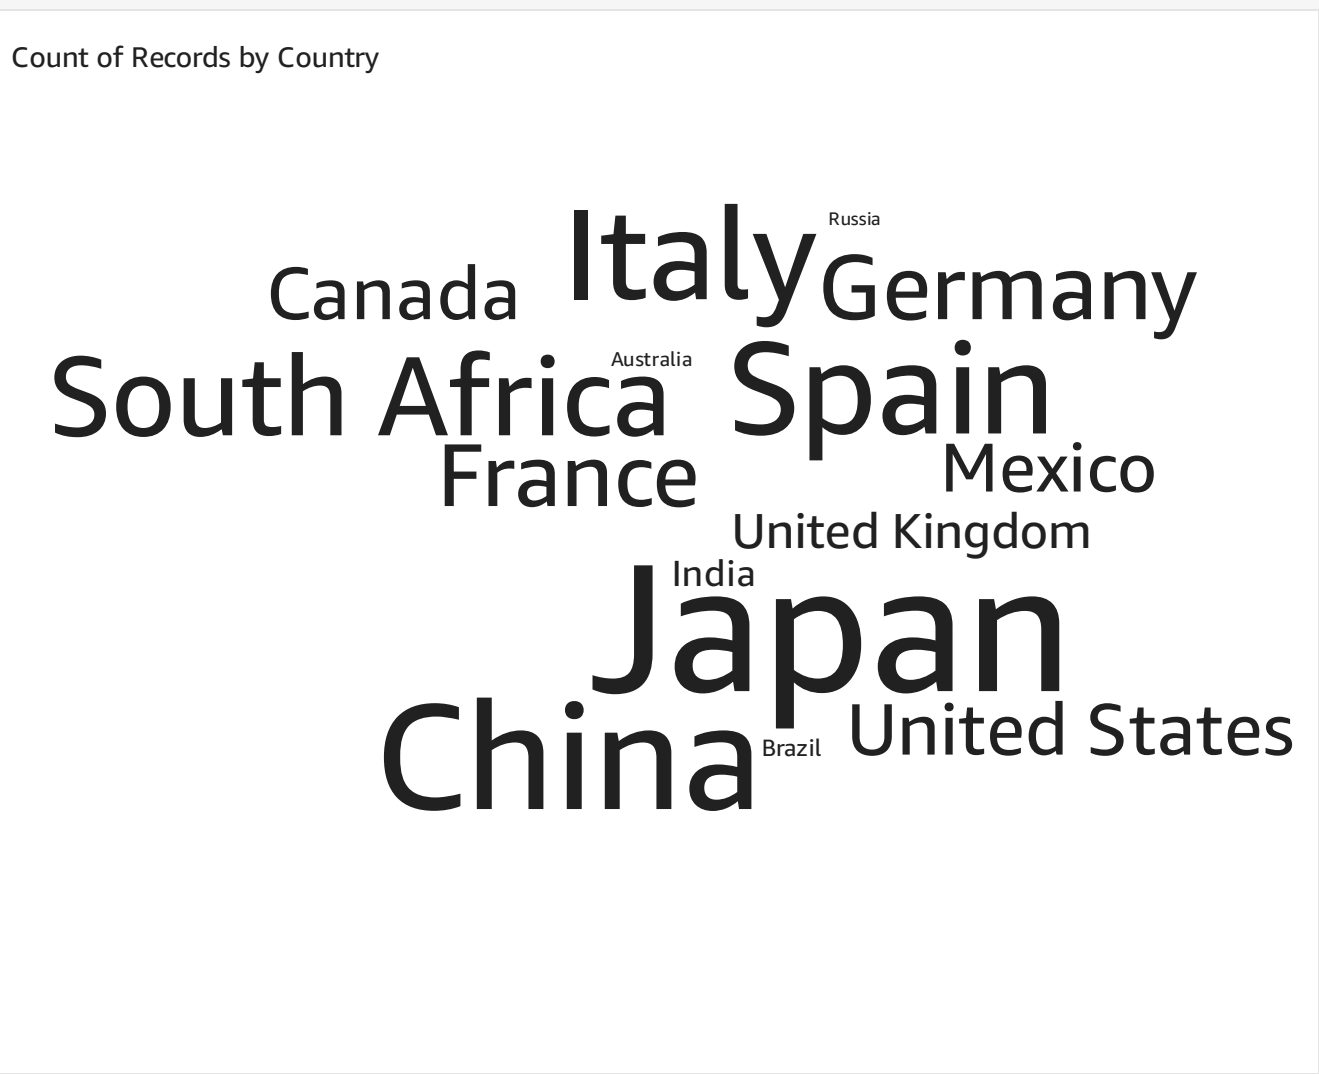 Count of Records by Country
Italy
Russia
Canada
Germany
South Africa
Australia
Spain
France
Mexico
United Kingdom
India
Japan
China
Brazil
United States